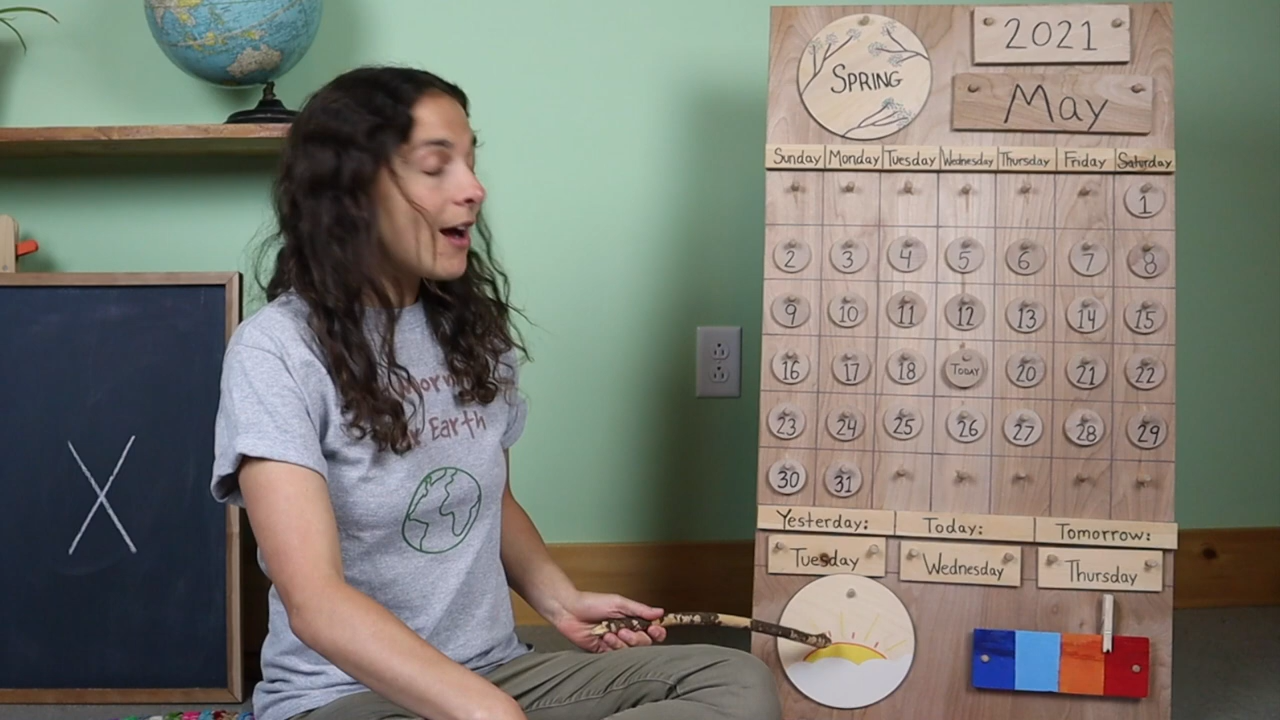 2021
SPRING
May
Sunday Monday Tuesday Wednesday Thursday Friday Saturday
1
2 3 4 5 6 7 8
9 10 11 12 13 14 15
16 17 18 TODAY 20 21 22
23 24 25 26 27 28 29
30 31
Yesterday: Today: Tomorrow:
Tuesday Wednesday Thursday
X
Earth